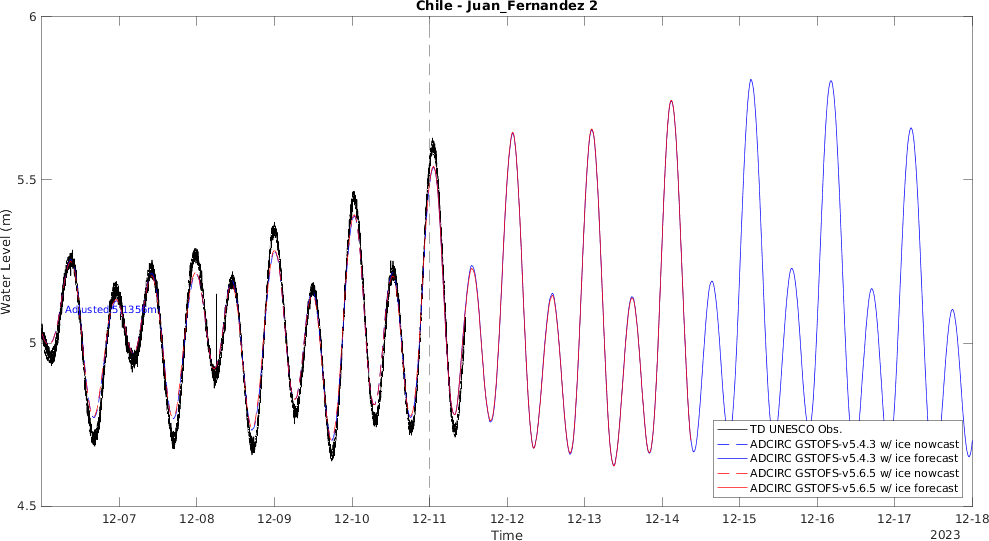 Chile - Juan_Fernandez 2
Water Level (m)
6
5.5
5
4.5
Adjusted 5.1356m
12-07 12-08 12-09 12-10 12-11 12-12 12-13 12-14 12-15 12-16 12-17 12-18
Time
2023
TD UNESCO Obs.
ADCIRC GSTOFS-v5.4.3 w/ ice nowcast
ADCIRC GSTOFS-v5.4.3 w/ ice forecast
ADCIRC GSTOFS-v5.6.5 w/ ice nowcast
ADCIRC GSTOFS-v5.6.5 w/ ice forecast